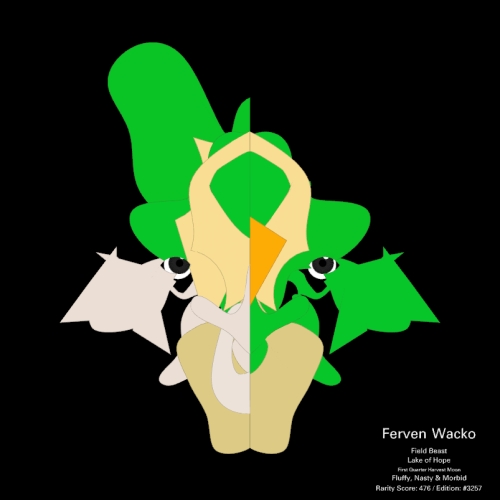 Ferven Wacko
Field Beast
Lake of Hope
First Quarter Harvest Moon
Fluffy, Nasty & Morbid
Rarity Score: 476 / Edition: #3257